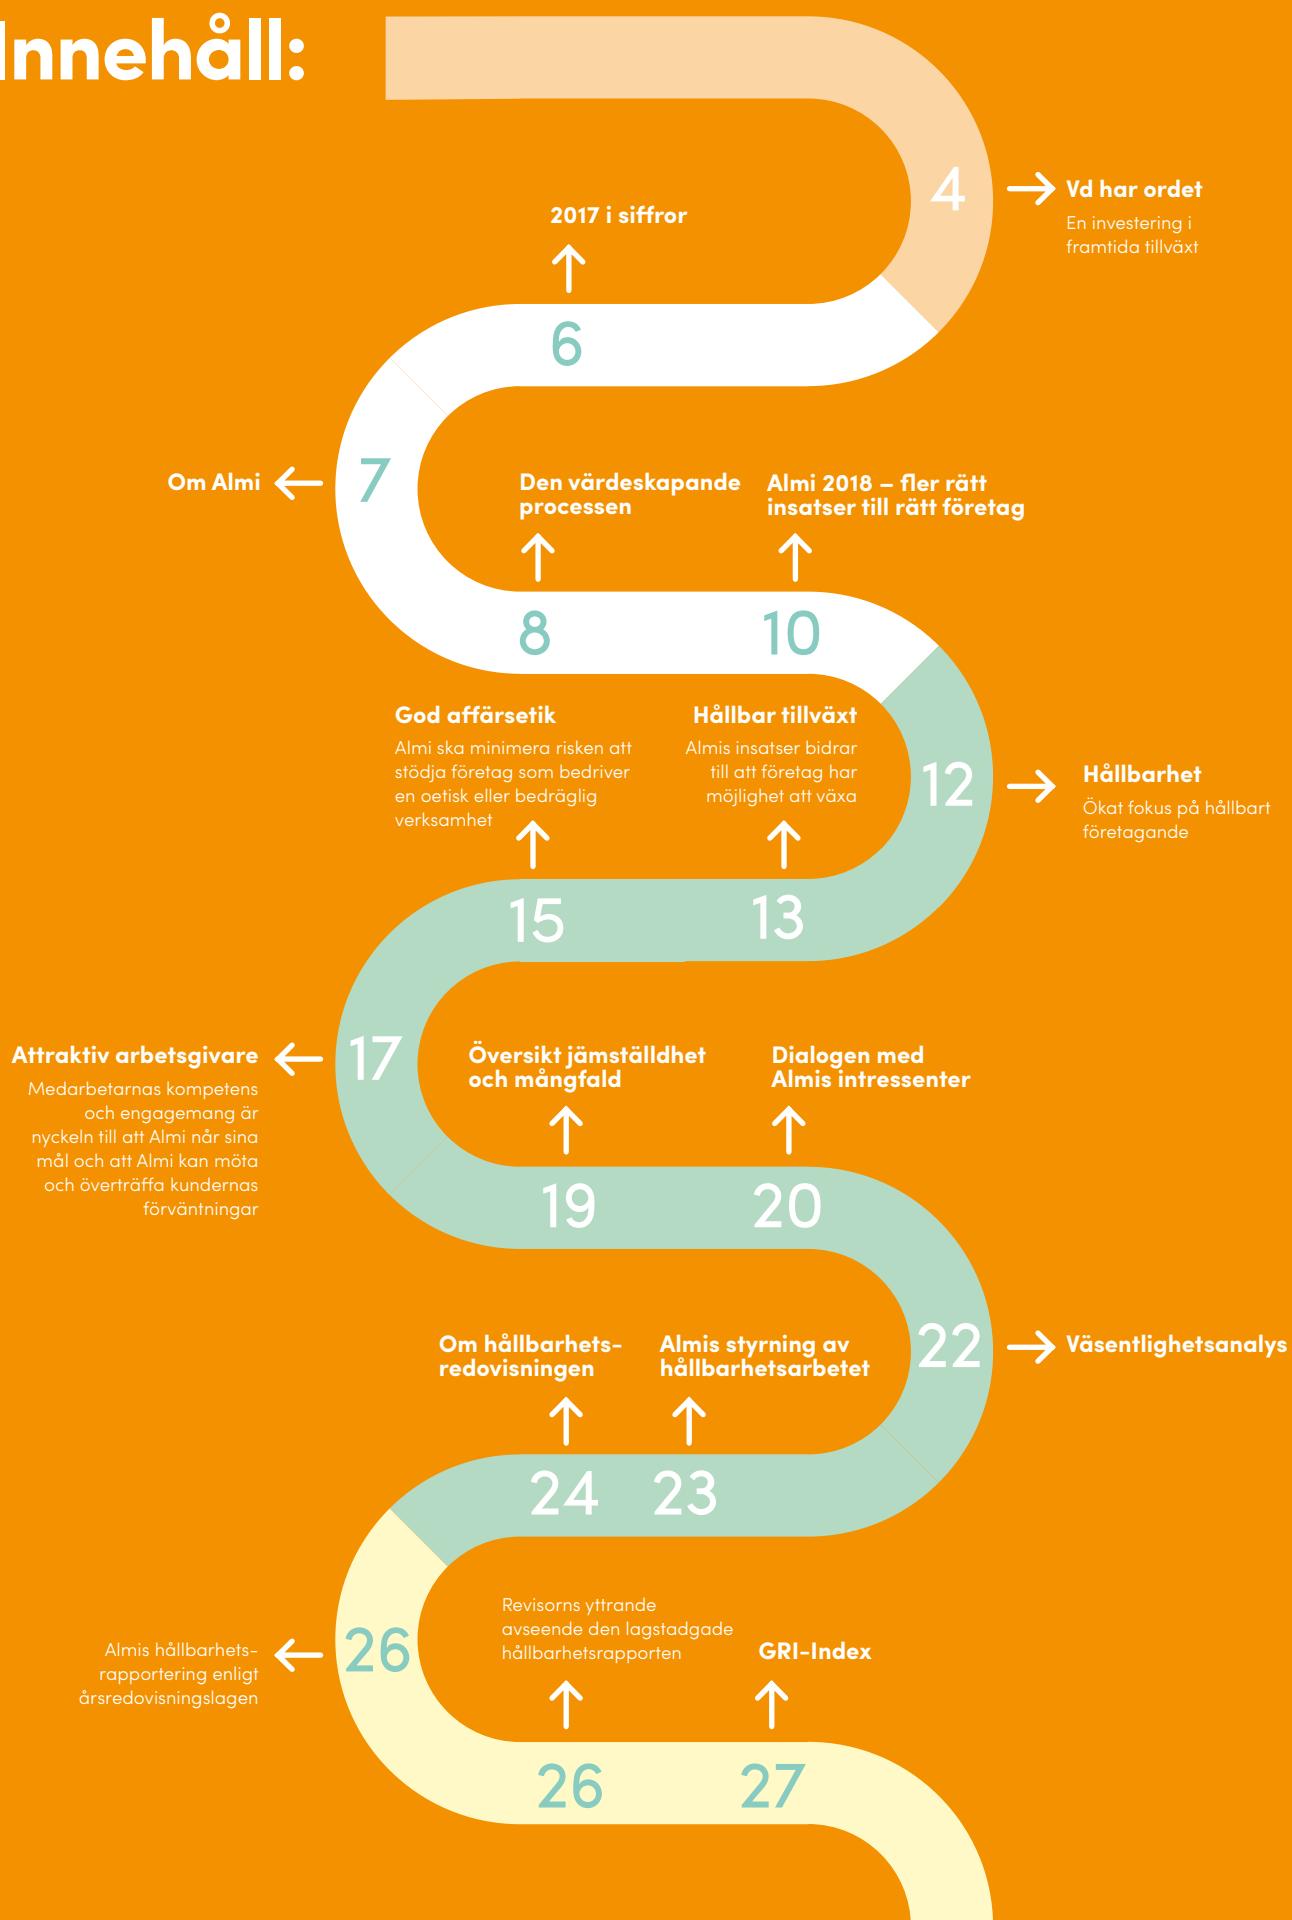 Innehåll:
4
Vd har ordet
En investering i
framtida tillväxt
2017 i siffror
6
Om Almi
7
Den värdeskapande
processen
8
Almi 2018 – fler rätt
insatser till rätt företag
10
12
Hållbarhet
Ökat fokus på hållbart
företagande
Hållbar tillväxt
Almis insatser bidrar
till att företag har
möjlighet att växa
13
God affärsetik
Almi ska minimera risken att
stödja företag som bedriver
en oetisk eller bedräglig
verksamhet
15
Attraktiv arbetsgivare
Medarbetarnas kompetens
och engagemang är
nyckeln till att Almi når sina
mål och att Almi kan möta
och överträffa kundernas
förväntningar
17
Översikt jämställdhet
och mångfald
19
Dialogen med
Almis intressenter
20
22
Väsentlighetsanalys
Almis styrning av
hållbarhetsarbetet
23
Om hållbarhets-
redovisningen
24
Almis hållbarhets-
rapportering enligt
årsredovisningslagen
26
Revisorns yttrande
avseende den lagstadgade
hållbarhetsrapporten
26
GRI-Index
27